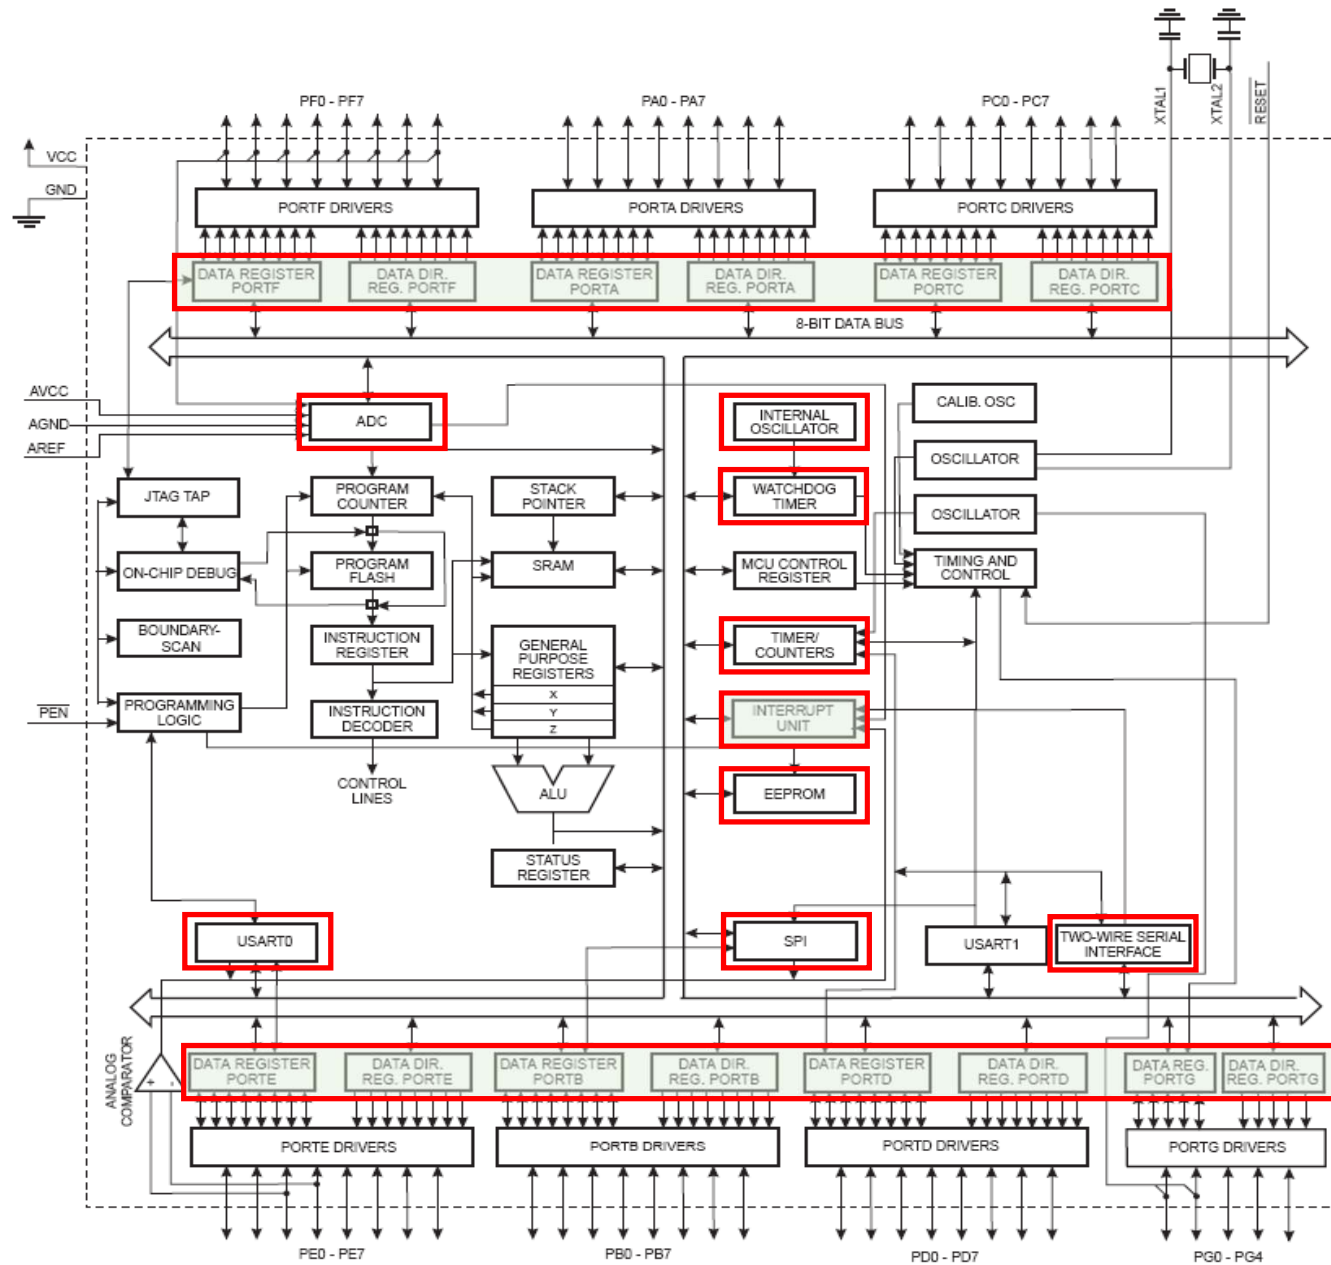 XTAL1
XTAL2
RESET
PF0 - PF7
PA0 - PA7
PC0 - PC7
VCC
GND
PORTF DRIVERS
PORTA DRIVERS
PORTC DRIVERS
DATA REGISTER
PORTF
DATA DIR.
REG. PORTF
DATA REGISTER
PORTA
DATA DIR.
REG. PORTA
DATA REGISTER
PORTC
DATA DIR.
REG. PORTC
8-BIT DATA BUS
AVCC
AGND
AREF
ADC
INTERNAL
OSCILLATOR
CALIB. OSC
OSCILLATOR
JTAG TAP
PROGRAM
COUNTER
STACK
POINTER
WATCHDOG
TIMER
OSCILLATOR
ON-CHIP DEBUG
PROGRAM
FLASH
SRAM
MCU CONTROL
REGISTER
TIMING AND
CONTROL
BOUNDARY-
SCAN
INSTRUCTION
REGISTER
GENERAL
PURPOSE
REGISTERS
X
Y
Z
TIMER/
COUNTERS
PEN
PROGRAMMING
LOGIC
INSTRUCTION
DECODER
INTERRUPT
UNIT
CONTROL
LINES
ALU
EEPROM
STATUS
REGISTER
USART0
SPI
USART1
TWO-WIRE SERIAL
INTERFACE
ANALOG
COMPARATOR
+
-
DATA REGISTER
PORTE
DATA DIR.
REG. PORTE
DATA REGISTER
PORTB
DATA DIR.
REG. PORTB
DATA REGISTER
PORTD
DATA DIR.
REG. PORTD
DATA REG.
PORTG
DATA DIR.
REG. PORTG
PORTE DRIVERS
PORTB DRIVERS
PORTD DRIVERS
PORTG DRIVERS
PE0 - PE7
PB0 - PB7
PD0 - PD7
PG0 - PG4